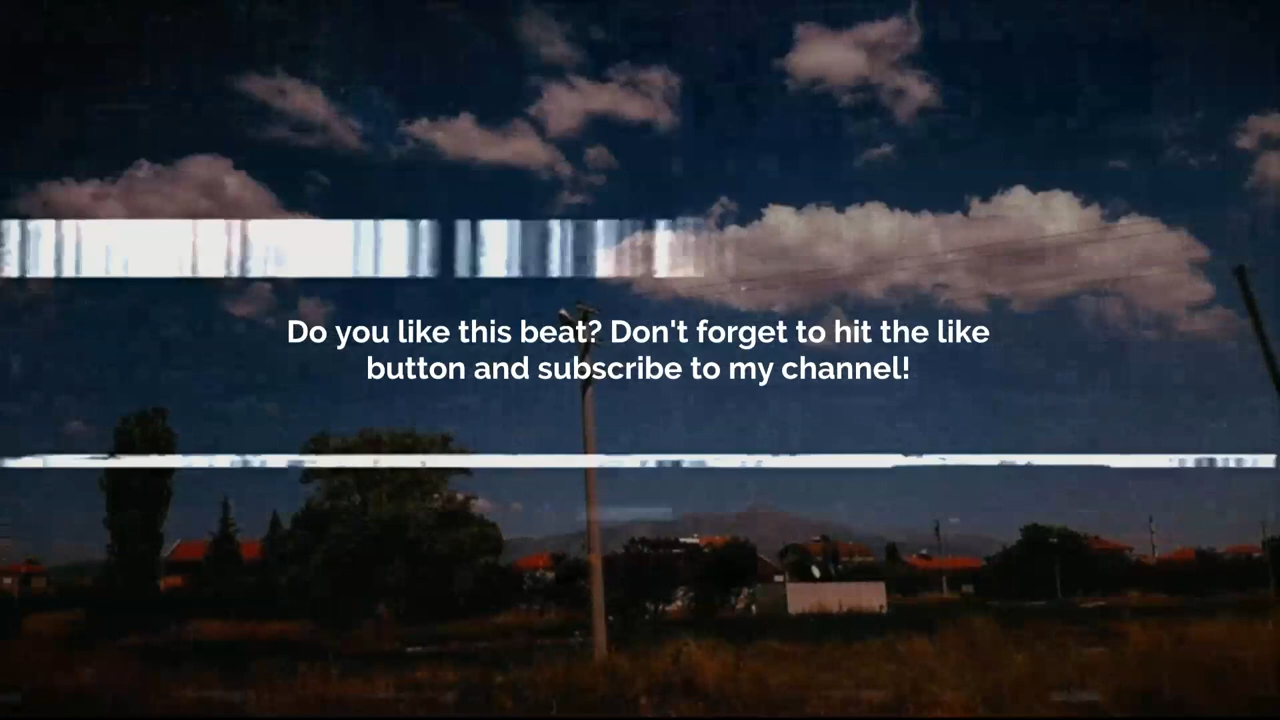 Do you like this beat? Don't forget to hit the like
button and subscribe to my channel!